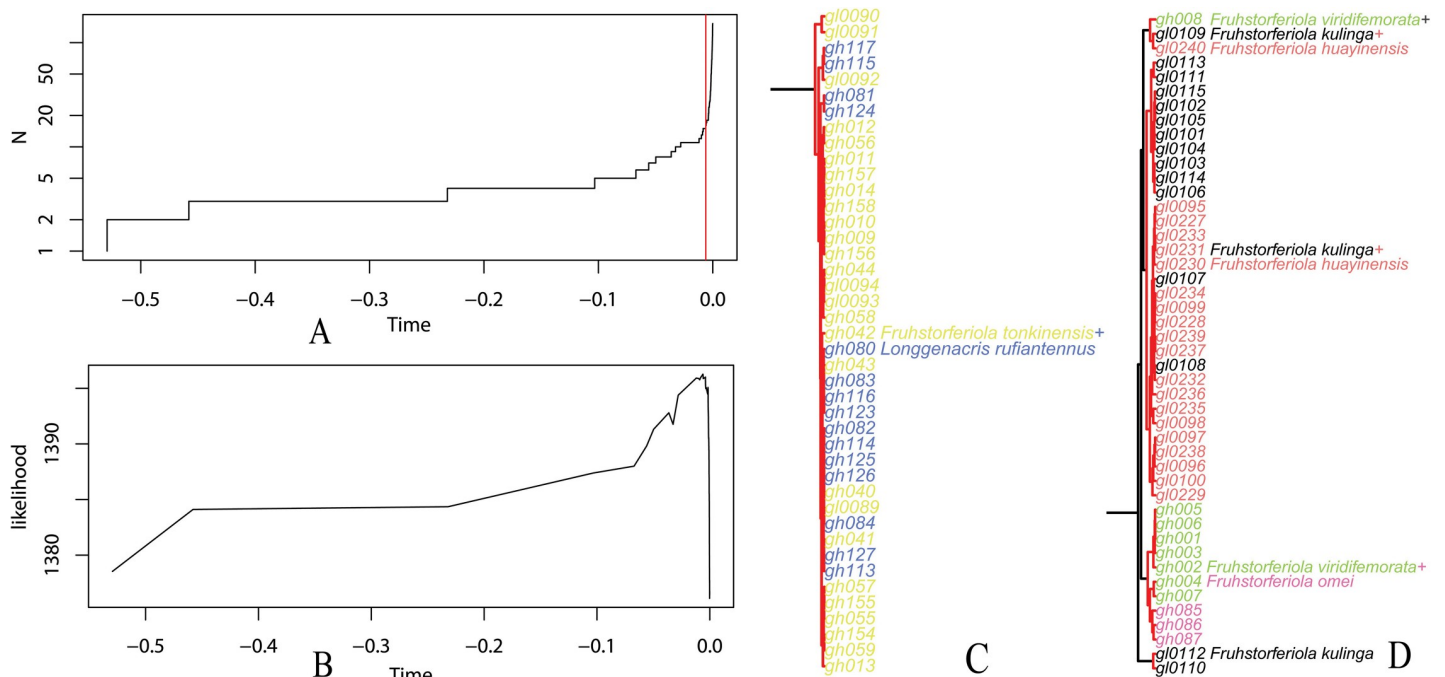 50
20
5
2
1
N
−0.5
−0.4
−0.3
−0.2
−0.1
0.0
Time
A
1390
1380
likelihood
−0.5
−0.4
−0.3
−0.2
−0.1
0.0
Time
B
gl0090
gl0091
gh117
gh115
gl0092
gh081
gh124
gh012
gh056
gh011
gh157
gh014
gh158
gh010
gh009
gh156
gh044
gl0094
gl0093
gh058
gh042 Fruhstorferiola tonkinensis+
gh080 Longgenacris rufiantennus
gh043
gh083
gh116
gh123
gh082
gh114
gh125
gh126
gh040
gl0089
gh084
gh041
gh127
gh113
gh057
gh155
gh055
gh154
gh059
gh013
C
gh008 Fruhstorferiola viridifemorata+
gl0109 Fruhstorferiola kulinga+
gl0240 Fruhstorferiola huayinensis
gl0113
gl0111
gl0115
gl0102
gl0105
gl0101
gl0104
gl0103
gl0114
gl0106
gl0095
gl0227
gl0233
gl0231 Fruhstorferiola kulinga+
gl0230 Fruhstorferiola huayinensis
gl0107
gl0234
gl0099
gl0228
gl0239
gl0237
gl0108
gl0232
gl0236
gl0235
gl0098
gl0097
gl0238
gl0096
gl0100
gl0229
gh005
gh006
gh001
gh003
gh002 Fruhstorferiola viridifemorata+
gh004 Fruhstorferiola omei
gh007
gh085
gh086
gh087
gl0112 Fruhstorferiola kulinga
gl0110
D